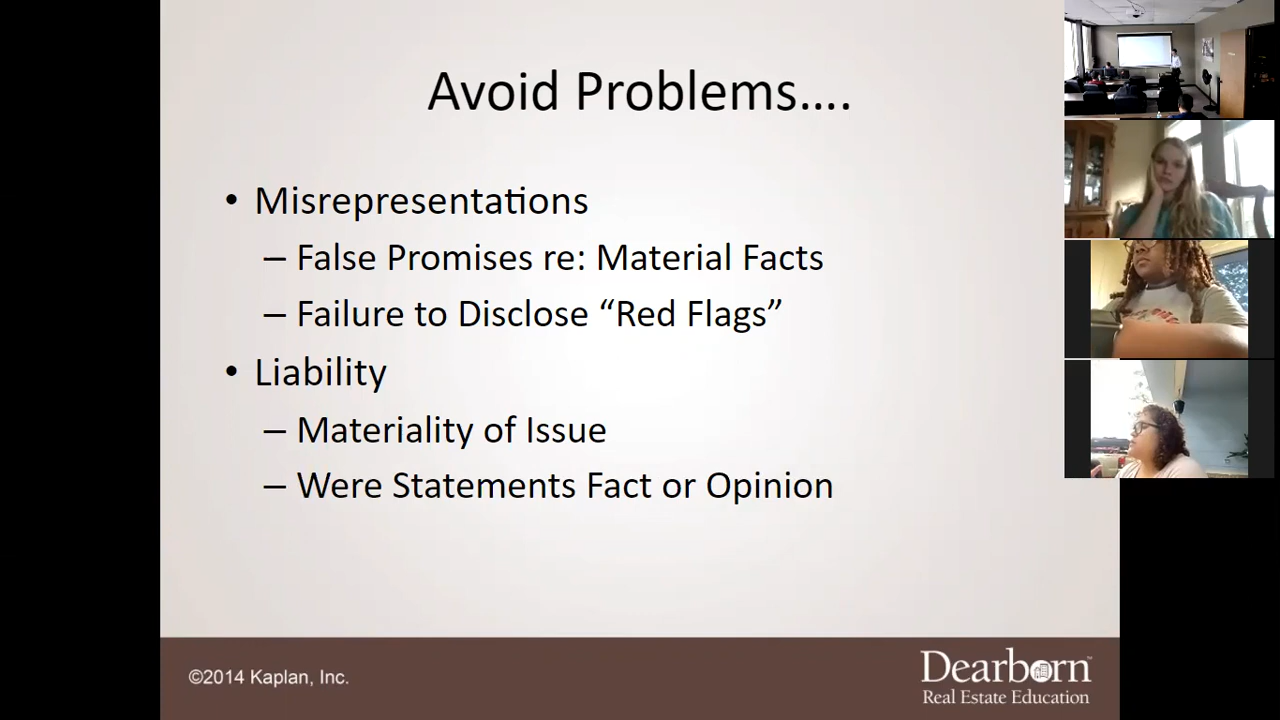 Avoid Problems....
• Misrepresentations
– False Promises re: Material Facts
– Failure to Disclose “Red Flags”
• Liability
– Materiality of Issue
– Were Statements Fact or Opinion
©2014 Kaplan, Inc.
Dearborn™
Real Estate Education